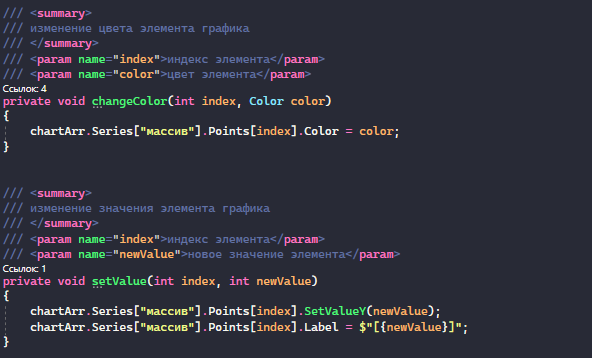 /// <summary>
/// изменение цвета элемента графика
/// </summary>
/// <param name="index">индекс элемента</param>
/// <param name="color">цвет элемента</param>
Ссылок: 4
private void changeColor(int index, Color color)
{
chartArr.Series["массив"].Points[index].Color = color;
}
/// <summary>
/// изменение значения элемента графика
/// </summary>
/// <param name="index">индекс элемента</param>
/// <param name="newValue">новое значение элемента</param>
Ссылок: 1
private void setValue(int index, int newValue)
{
chartArr.Series["массив"].Points[index].SetValueY(newValue);
chartArr.Series["массив"].Points[index].Label = $"[{newValue}]";
}